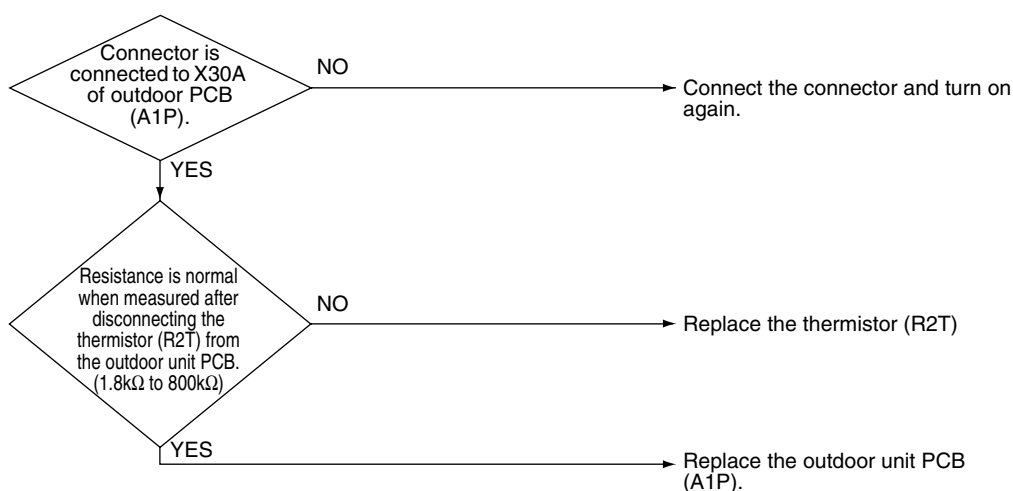 Connector is
connected to X30A
of outdoor PCB
(A1P).
NO
Connect the connector and turn on
again.
YES
Resistance is normal
when measured after
disconnecting the
thermistor (R2T) from
the outdoor unit PCB.
(1.8kΩ to 800kΩ)
NO
Replace the thermistor (R2T)
YES
Replace the outdoor unit PCB
(A1P).